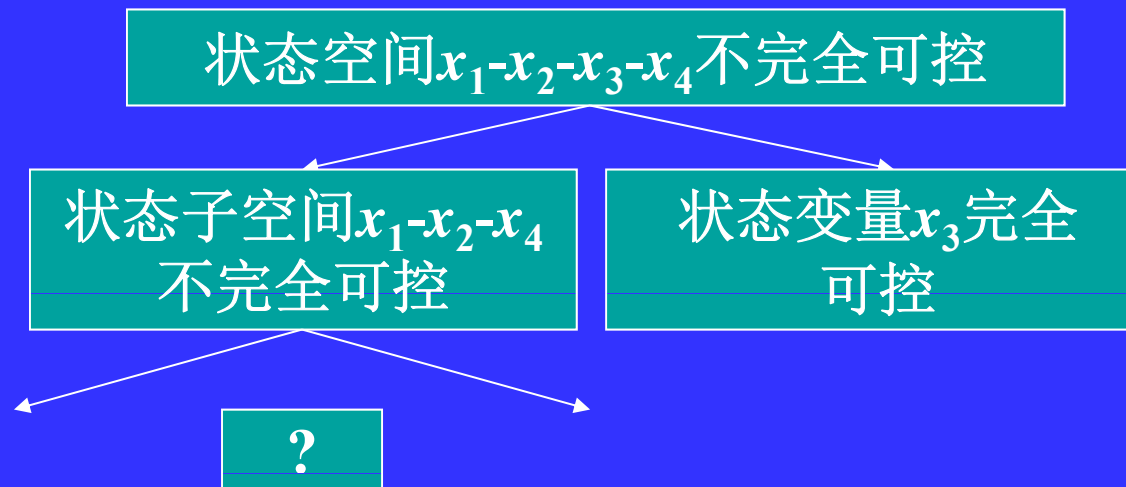 状态空间x₁-x₂-x₃-x₄不完全可控
状态子空间x₁-x₂-x₄
不完全可控
状态变量x₃完全
可控
?